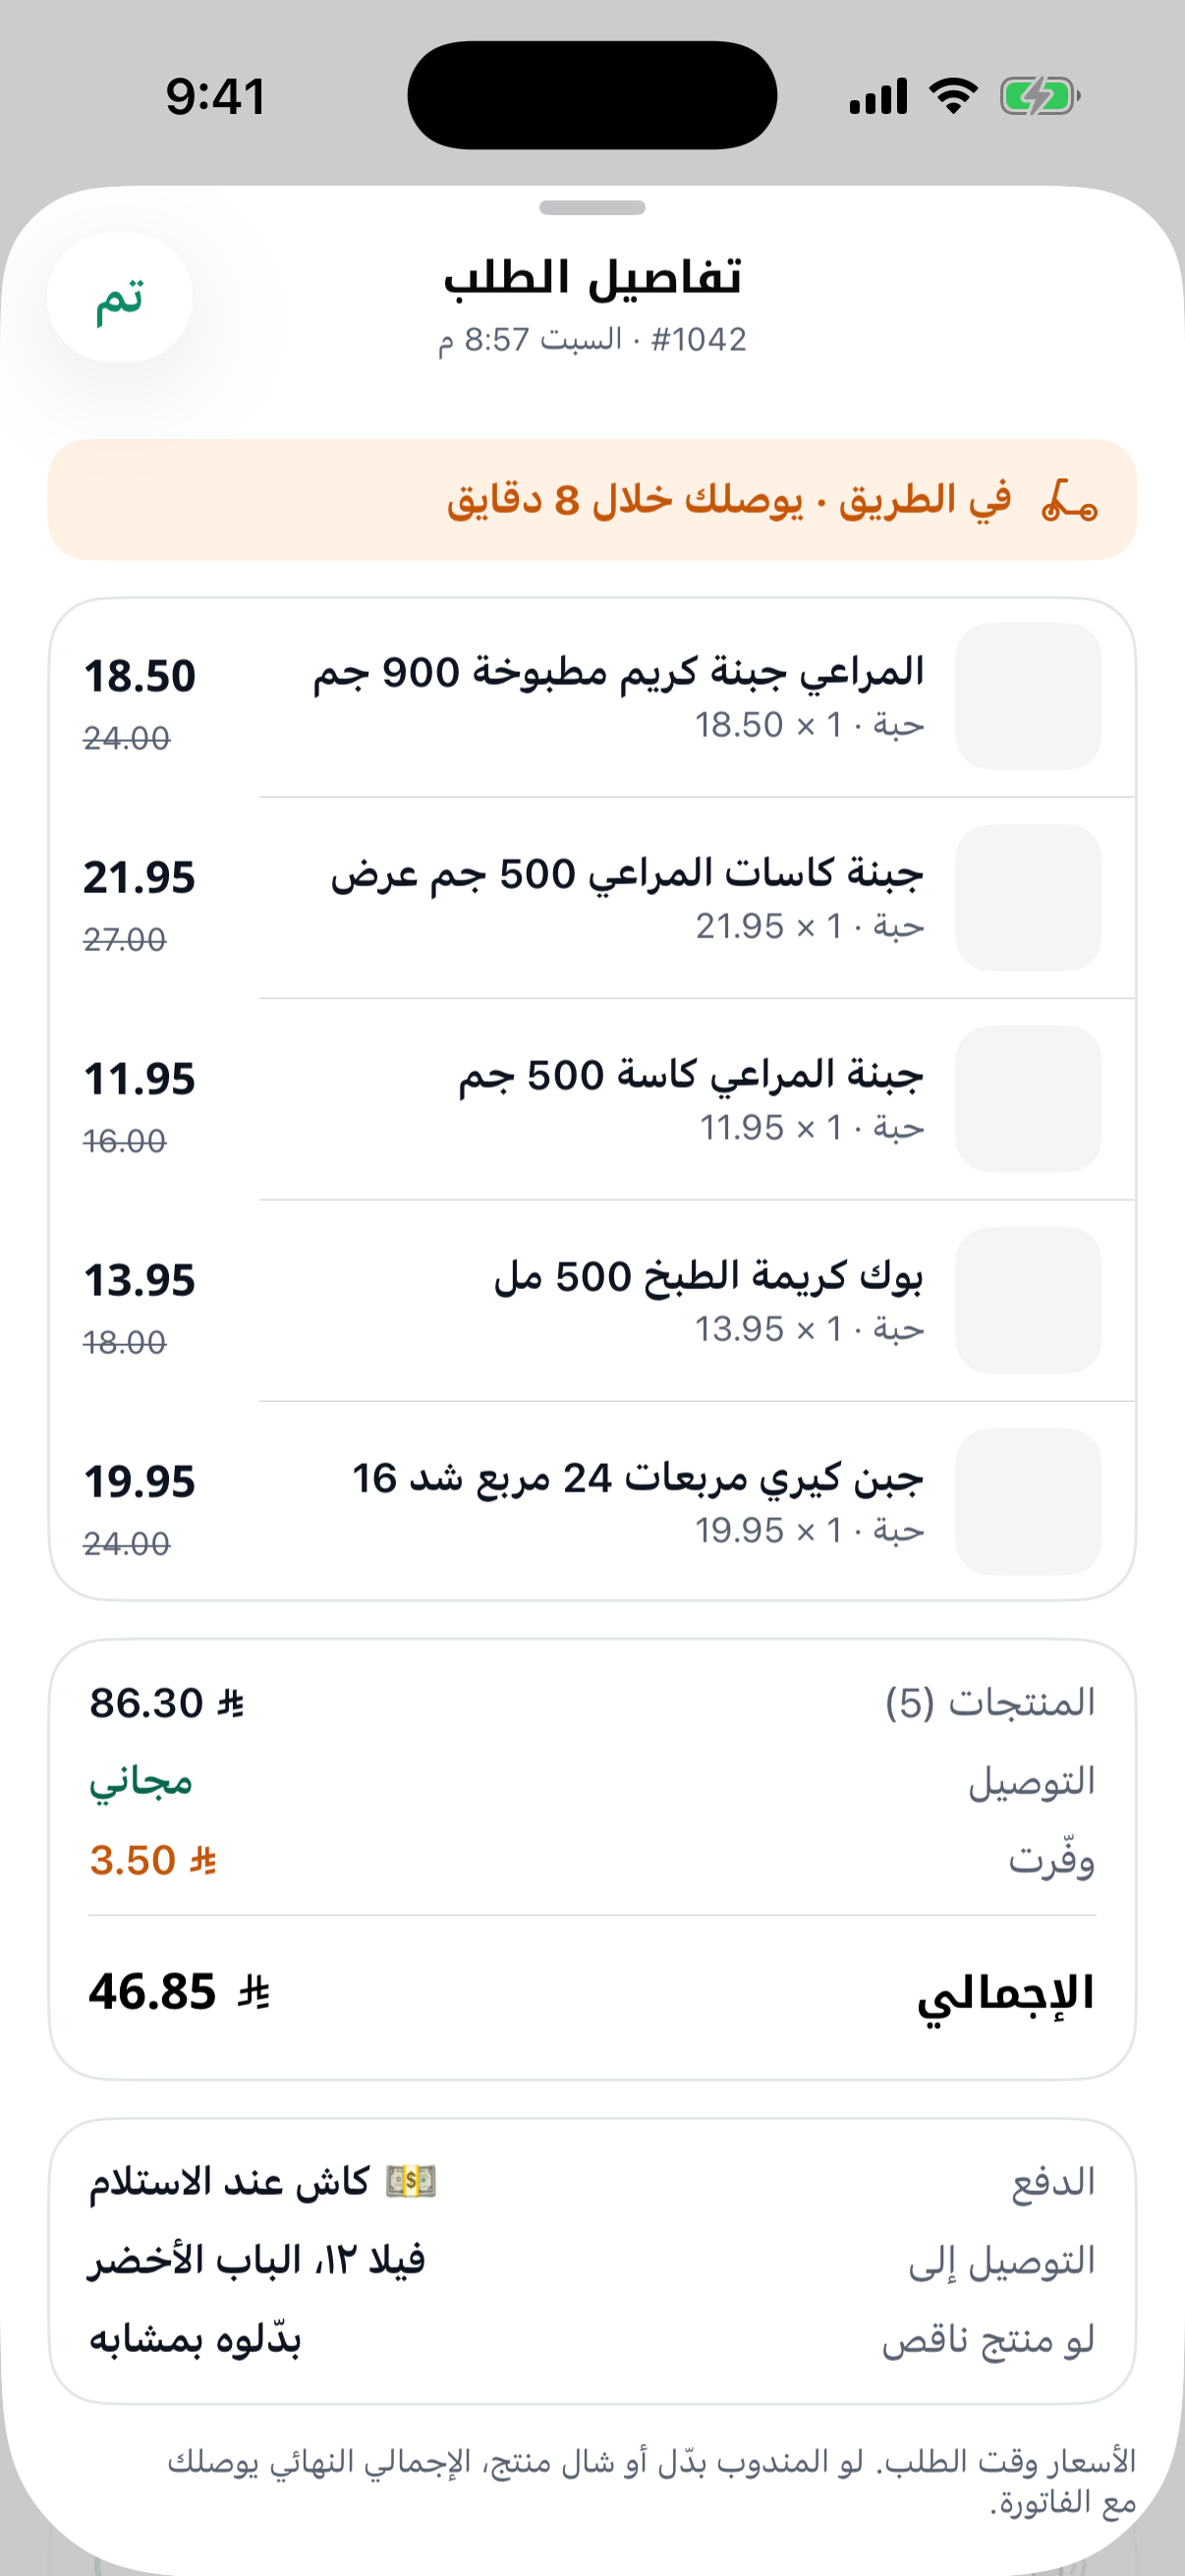 9:41
تفاصيل الطلب
تم
#1042 · السبت 8:57 م
في الطريق · يوصلك خلال 8 دقايق
المراعي جبنة كريم مطبوخة 900 جم
18.50
حبة · 1 × 18.50
24.00
جبنة كاسات المراعي 500 جم عرض
21.95
حبة · 1 × 21.95
27.00
جبنة المراعي كاسة 500 جم
11.95
حبة · 1 × 11.95
16.00
بوك كريمة الطبخ 500 مل
13.95
حبة · 1 × 13.95
18.00
جبن كيري مربعات 24 مربع شد 16
19.95
حبة · 1 × 19.95
24.00
المنتجات (5) 86.30 ⃁
التوصيل مجاني
وفّرت 3.50 ⃁
الإجمالي 46.85 ⃁
الدفع 💵 كاش عند الاستلام
التوصيل إلى فيلا ١٢، الباب الأخضر
لو منتج ناقص بدّلوه بمشابه
الأسعار وقت الطلب. لو المندوب بدّل أو شال منتج، الإجمالي النهائي يوصلك
مع الفاتورة.